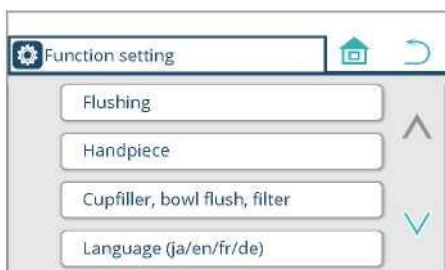 Function setting
Flushing
Handpiece
Cupfiller, bowl flush, filter
Language (ja/en/fr/de)